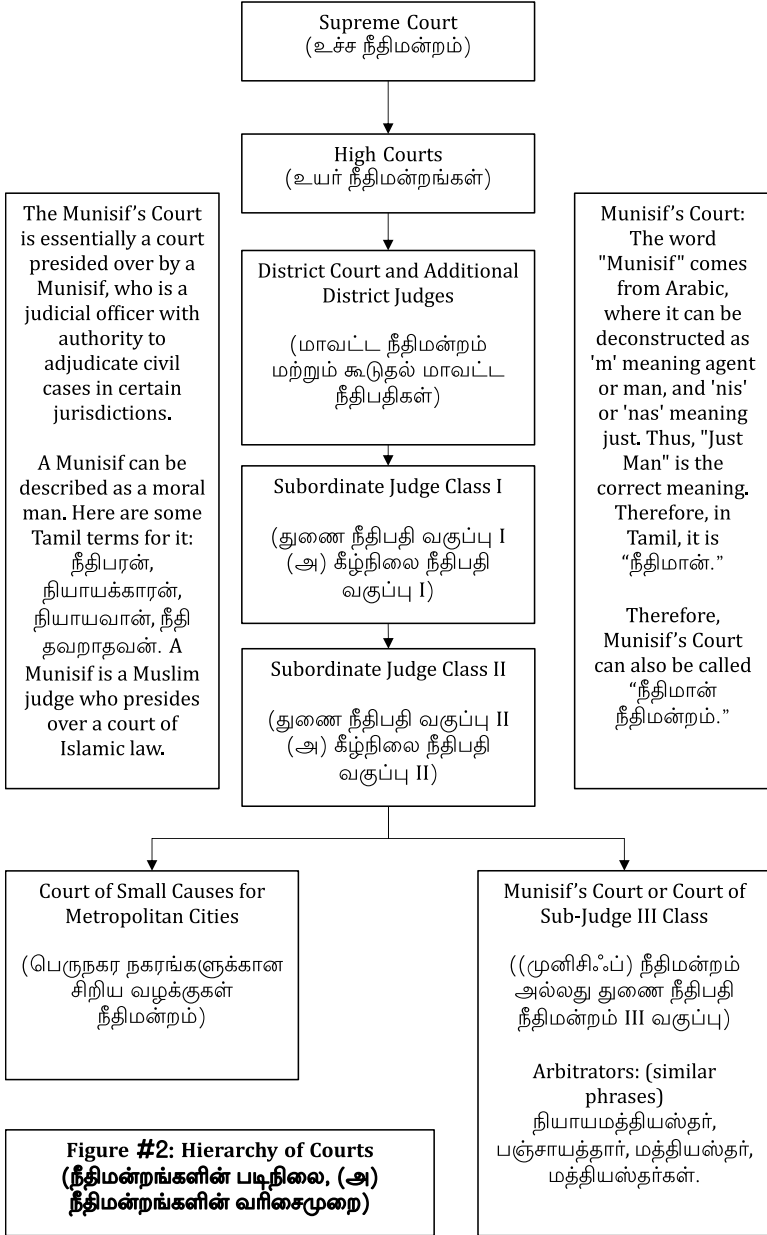 Supreme Court
(உச்ச நீதிமன்றம்)
High Courts
(உயர் நீதிமன்றங்கள்)
The Munisif’s Court
is essentially a court
presided over by a
Munisif, who is a
judicial officer with
authority to
adjudicate civil
cases in certain
jurisdictions.
A Munisif can be
described as a moral
man. Here are some
Tamil terms for it:
நீதிபரன்,
நியாயக்காரன்,
நியாயவான், நீதி
தவறாதவன். A
Munisif is a Muslim
judge who presides
over a court of
Islamic law.
District Court and Additional
District Judges
(மாவட்ட நீதிமன்றம்
மற்றும் கூடுதல் மாவட்ட
நீதிபதிகள்)
Subordinate Judge Class I
(துணை நீதிபதி வகுப்பு I
(அ) கீழ்நிலை நீதிபதி
வகுப்பு I)
Subordinate Judge Class II
(துணை நீதிபதி வகுப்பு II
(அ) கீழ்நிலை நீதிபதி
வகுப்பு II)
Munisif’s Court:
The word
"Munisif" comes
from Arabic,
where it can be
deconstructed as
'm' meaning agent
or man, and 'nis'
or 'nas' meaning
just. Thus, "Just
Man" is the
correct meaning.
Therefore, in
Tamil, it is
“நீதிமான்.”
Therefore,
Munisif’s Court
can also be called
“நீதிமான்
நீதிமன்றம்.”
Court of Small Causes for
Metropolitan Cities
(பெருநகர நகரங்களுக்கான
சிறிய வழக்குகள்
நீதிமன்றம்)
Munisif’s Court or Court of
Sub-Judge III Class
((முனிசிஃப்) நீதிமன்றம்
அல்லது துணை நீதிபதி
நீதிமன்றம் III வகுப்பு)
Arbitrators: (similar
phrases)
நியாயமத்தியஸ்தர்,
பஞ்சாயத்தார், மத்தியஸ்தர்,
மத்தியஸ்தர்கள்.
Figure #2: Hierarchy of Courts
(நீதிமன்றங்களின் படிநிலை, (அ)
நீதிமன்றங்களின் வரிசைமுறை)